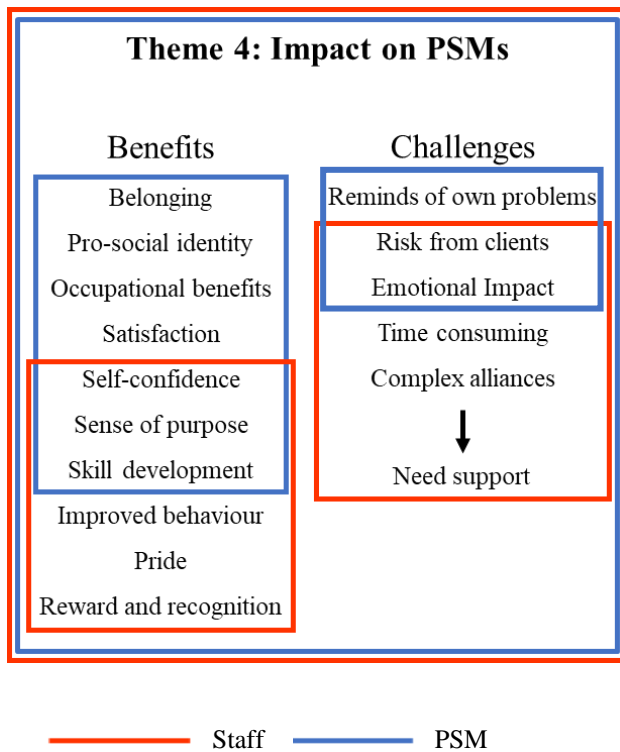 Theme 4: Impact on PSMs
Benefits
Belonging
Pro-social identity
Occupational benefits
Satisfaction
Self-confidence
Sense of purpose
Skill development
Improved behaviour
Pride
Reward and recognition
Challenges
Reminds of own problems
Risk from clients
Emotional Impact
Time consuming
Complex alliances
Need support
Staff
PSM